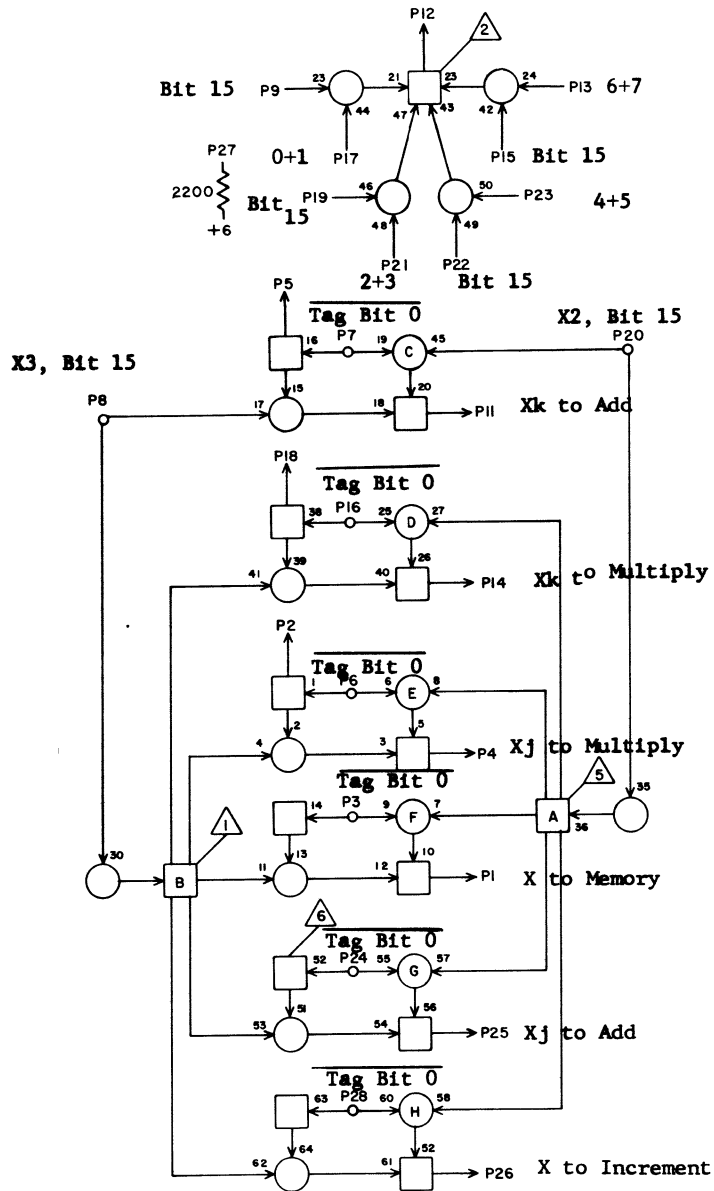 P12
2
23 21 23 24
Bit 15 P9 P13 6+7
44 47 43 42
P27 0+1 P17 P15 Bit 15
2200 Bit 15 P19 46 50 P23 4+5
+6 48 49
P21 P22
2+3 Bit 15
P5
Tag Bit 0 X2, Bit 15
P7 P20
X3, Bit 15 16 19 C 45
P8 15 20
17 18 P11 Xk to Add
P18
Tag Bit 0
P16
38 25 D 27
39 26
41 40 P14 Xk to Multiply
P2
Tag Bit 0
P6
1 6 E 8
2 5
4 3 P4 Xj to Multiply
Tag Bit 0 5
P3 35
14 9 F 7 A 36
1
30 13 10
B 11 12 P1 X to Memory
6
Tag Bit 0
P24
52 55 G 57
51 56
53 54 P25 Xj to Add
Tag Bit 0
P28
63 60 H 58
64 52
62 61 P26 X to Increment